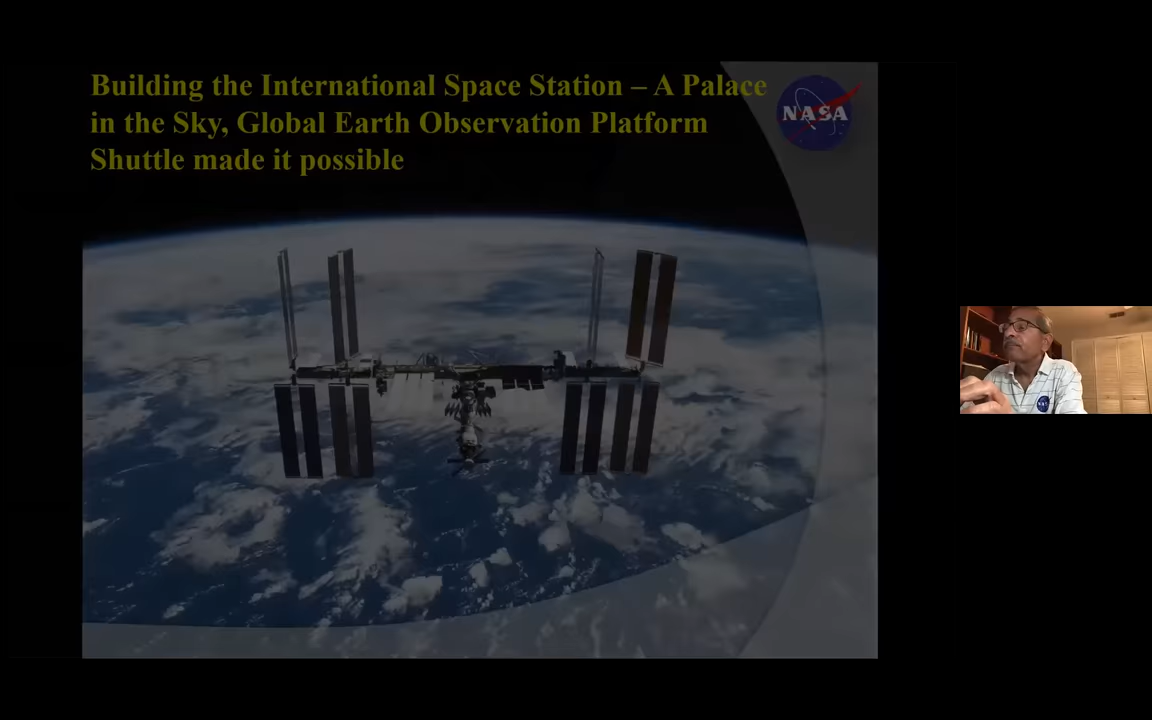 Building the International Space Station – A Palace
in the Sky, Global Earth Observation Platform
Shuttle made it possible
NASA